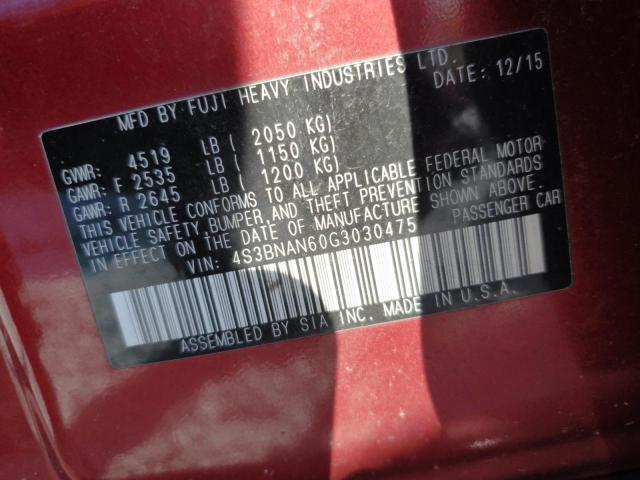 MFD BY FUJI HEAVY INDUSTRIES LTD.
DATE: 12/15
GVWR: 4519 LB ( 2050 KG)
GAWR: F 2535 LB ( 1150 KG)
GAWR: R 2645 LB ( 1200 KG)
THIS VEHICLE CONFORMS TO ALL APPLICABLE FEDERAL MOTOR
VEHICLE SAFETY, BUMPER, AND THEFT PREVENTION STANDARDS
IN EFFECT ON THE DATE OF MANUFACTURE SHOWN ABOVE.
VIN: 4S3BNAN60G3030475 PASSENGER CAR
ASSEMBLED BY SIA INC. MADE IN U.S.A.